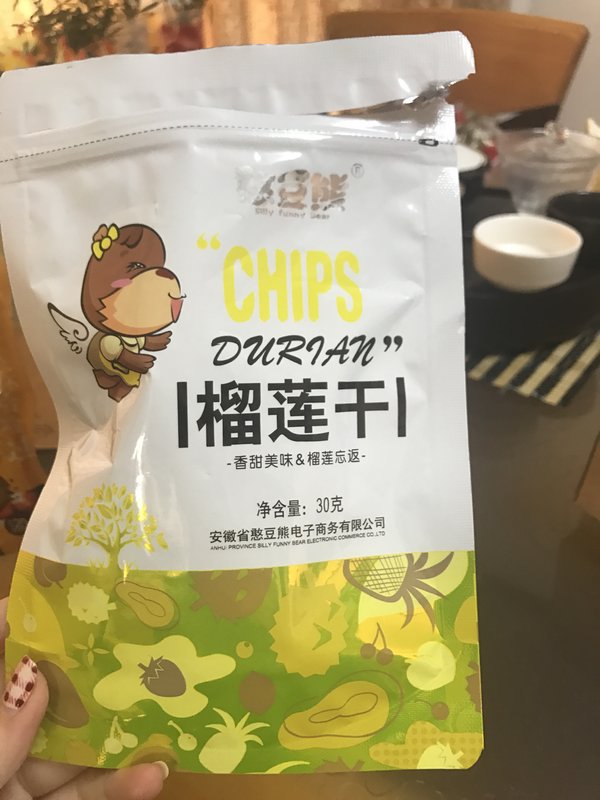 憨豆熊®
Silly Funny Bear
“CHIPS
DURIAN”
榴莲干
-香甜美味&榴莲忘返-
净含量：30克
安徽省憨豆熊电子商务有限公司
ANHUI PROVINCE SILLY FUNNY BEAR ELECTRONIC COMMERCE CO.,LTD